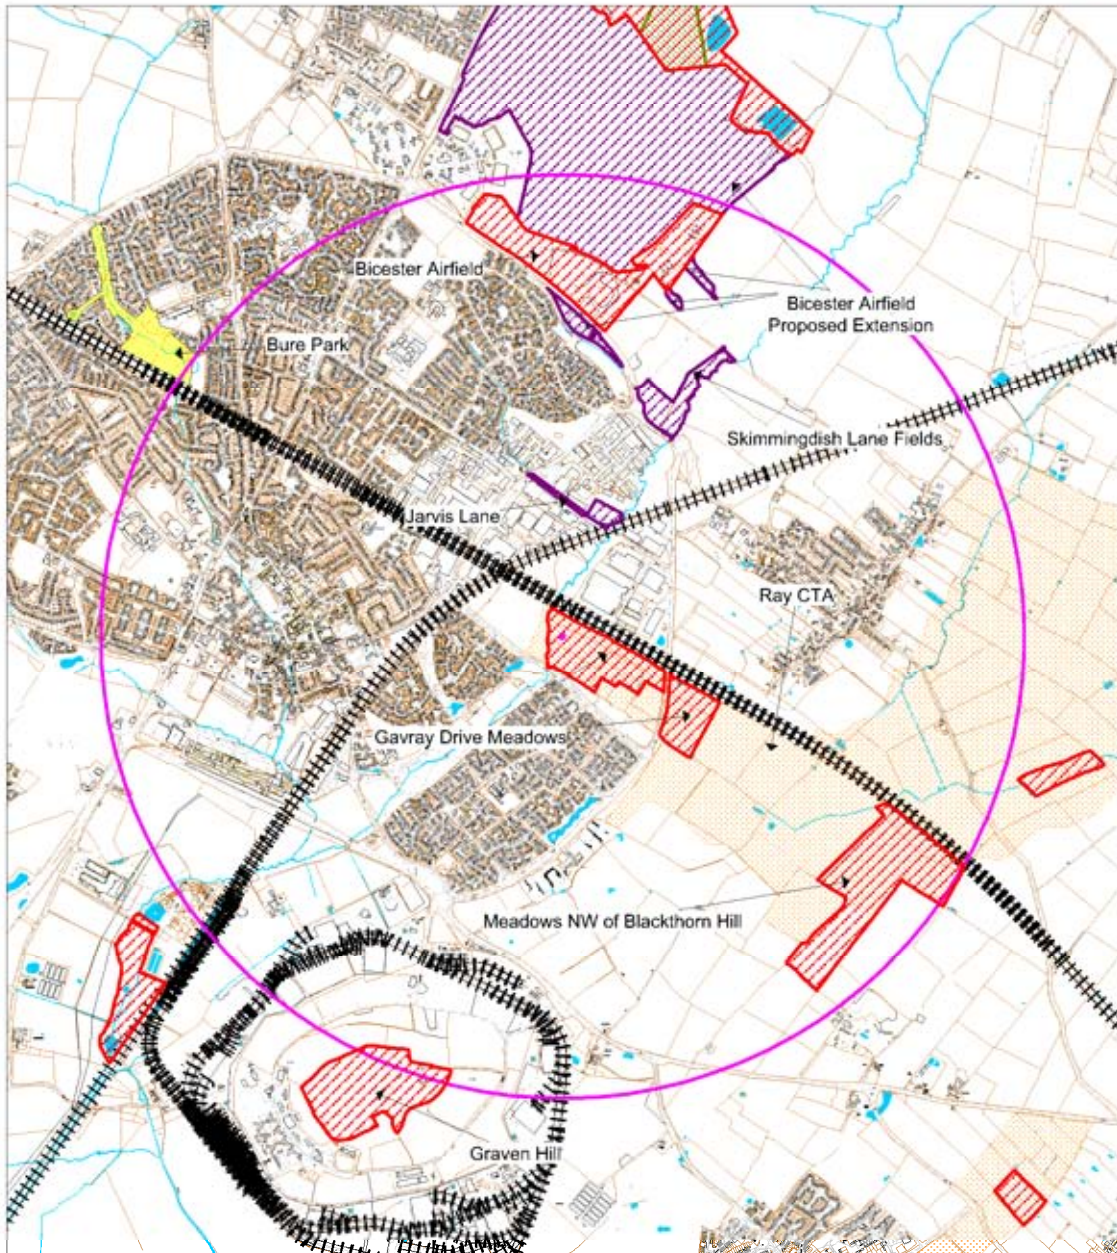 Bicester Airfield
Bicester Airfield
Proposed Extension
Bure Park
Skimmingdish Lane Fields
Jarvis Lane
Ray CTA
Gavray Drive Meadows
Meadows NW of Blackthorn Hill
Graven Hill